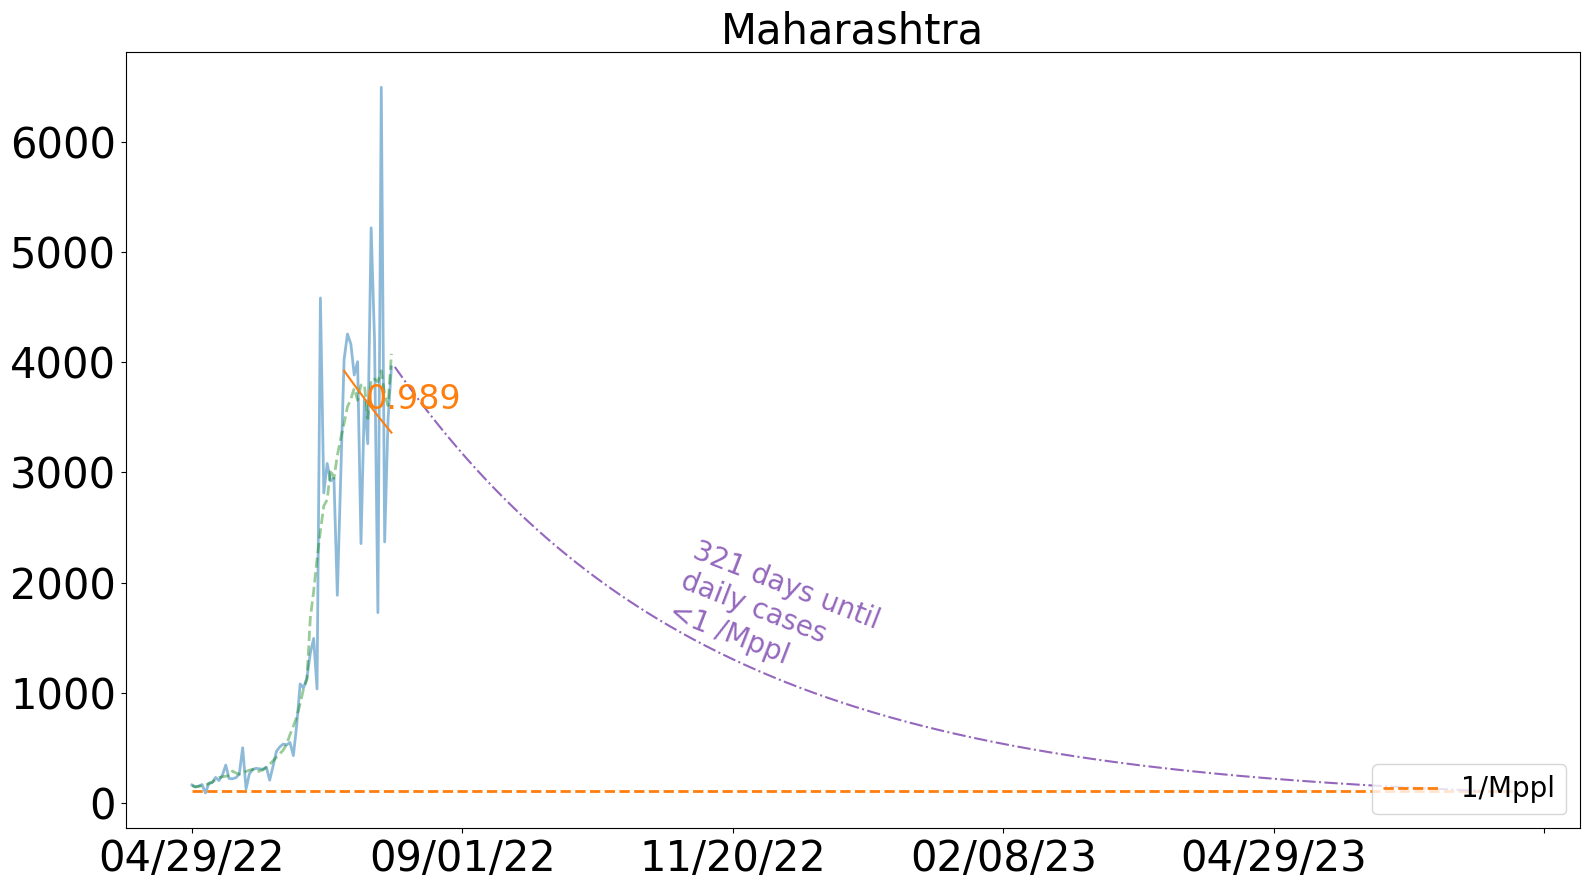 Maharashtra
6000
5000
4000
3000
2000
1000
0
0.989
321 days until
daily cases
<1 /Mppl
1/Mppl
04/29/22
09/01/22
11/20/22
02/08/23
04/29/23